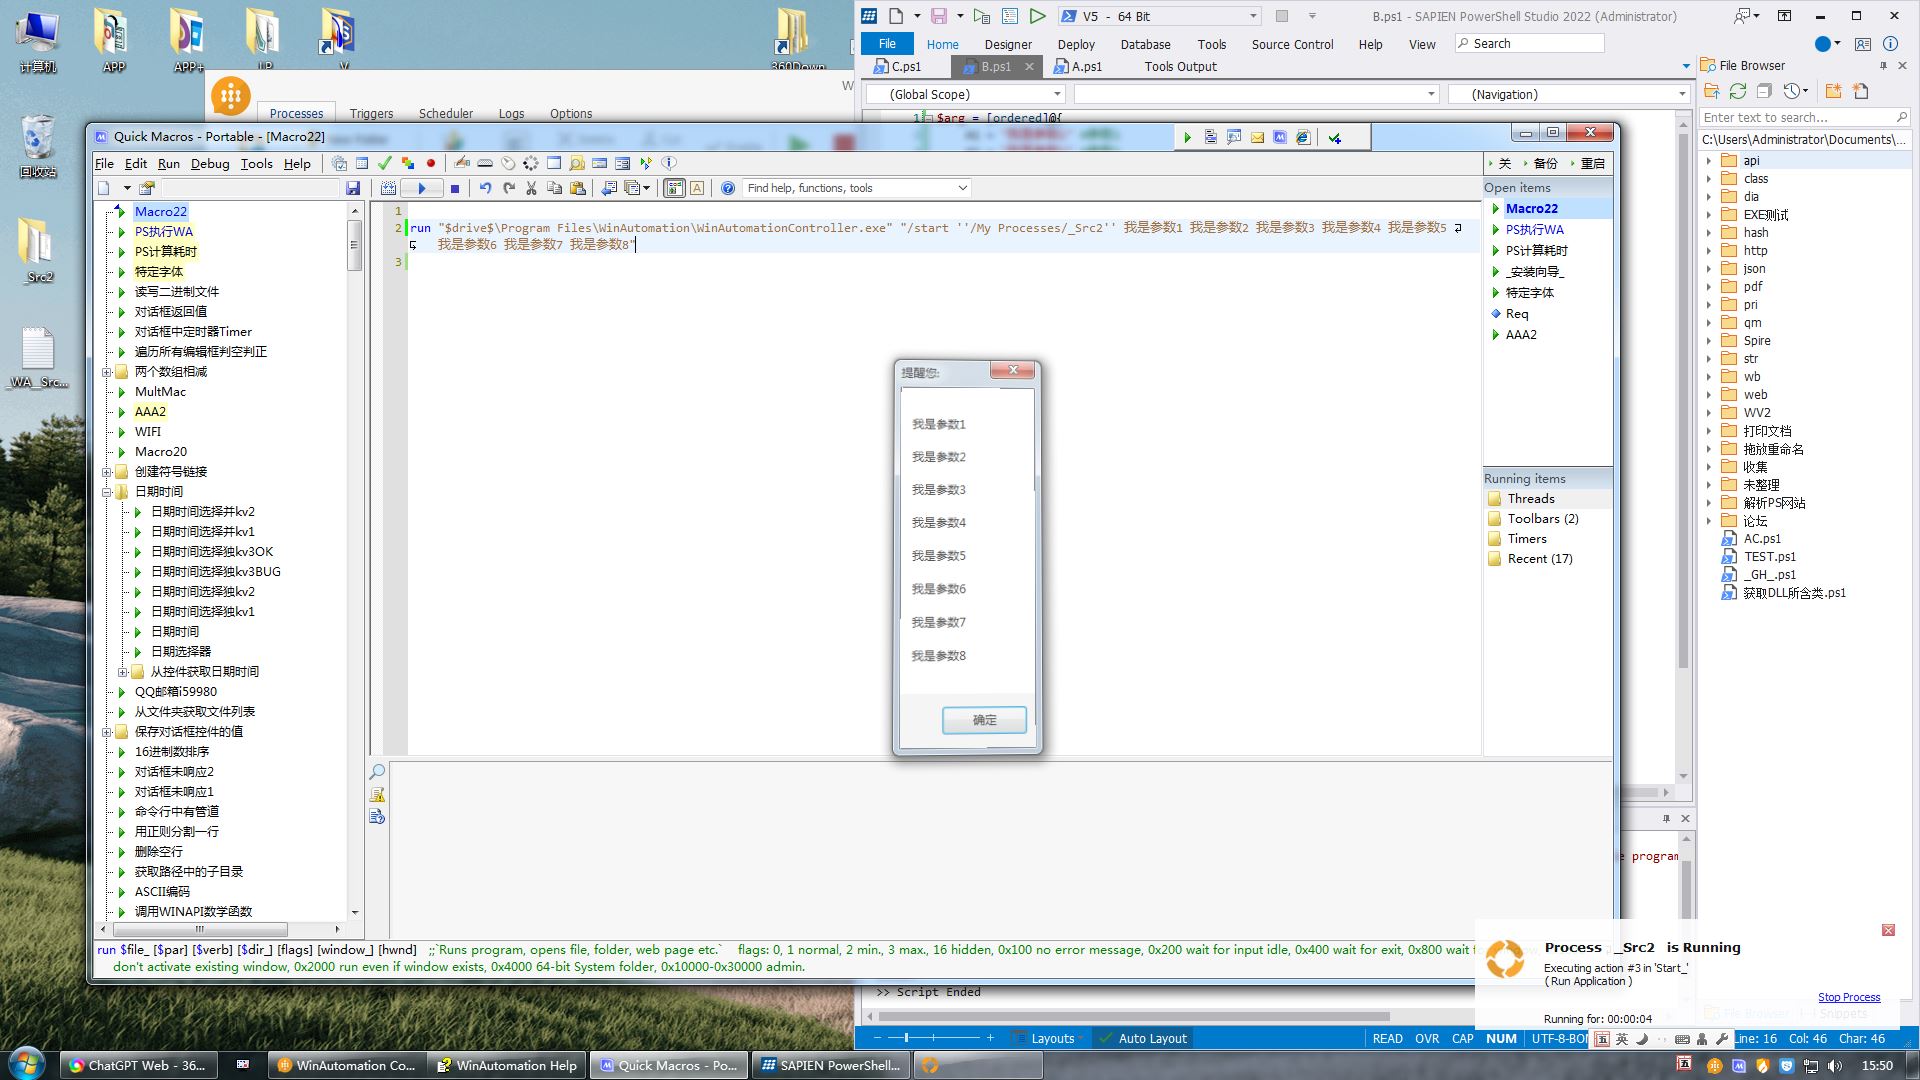 计算机
APP
APP+
LP
V
360Down...
回收站
_Src2
_WA__Src...
Processes
Triggers
Scheduler
Logs
Options
V5 - 64 Bit
B.ps1 - SAPIEN PowerShell Studio 2022 (Administrator)
File
Home
Designer
Deploy
Database
Tools
Source Control
Help
View
Search
C.ps1
B.ps1
A.ps1
Tools Output
(Global Scope)
(Navigation)
1
$arg = [ordered]@{
File Browser
Enter text to search...
C:\Users\Administrator\Documents\...
api
class
dia
EXE测试
hash
http
json
pdf
pri
qm
Spire
str
wb
web
WV2
打印文档
拖放重命名
收集
未整理
解析PS网站
论坛
AC.ps1
TEST.ps1
_GH_.ps1
获取DLL所含类.ps1
Quick Macros - Portable - [Macro22]
File Edit Run Debug Tools Help
关
备份
重启
Find help, functions, tools
Macro22
PS执行WA
PS计算耗时
特定字体
读写二进制文件
对话框返回值
对话框中定时器Timer
遍历所有编辑框判空判正
两个数组相减
MultMac
AAA2
WIFI
Macro20
创建符号链接
日期时间
日期时间选择并kv2
日期时间选择并kv1
日期时间选择独kv3OK
日期时间选择独kv3BUG
日期时间选择独kv2
日期时间选择独kv1
日期时间
日期选择器
从控件获取日期时间
QQ邮箱i59980
从文件夹获取文件列表
保存对话框控件的值
16进制数排序
对话框未响应2
对话框未响应1
命令行中有管道
用正则分割一行
删除空行
获取路径中的子目录
ASCII编码
调用WINAPI数学函数
1
2 run "$drive$\Program Files\WinAutomation\WinAutomationController.exe" "/start ''/My Processes/_Src2'' 我是参数1 我是参数2 我是参数3 我是参数4 我是参数5
我是参数6 我是参数7 我是参数8"
3
Open items
Macro22
PS执行WA
PS计算耗时
_安装向导_
特定字体
Req
AAA2
Running items
Threads
Toolbars (2)
Timers
Recent (17)
提醒您:
我是参数1
我是参数2
我是参数3
我是参数4
我是参数5
我是参数6
我是参数7
我是参数8
确定
run $file_ [$par] [$verb] [$dir_] [flags] [window_] [hwnd] ;;`Runs program, opens file, folder, web page etc.` flags: 0, 1 normal, 2 min., 3 max., 16 hidden, 0x100 no error message, 0x200 wait for input idle, 0x400 wait for exit, 0x800 wait f
don't activate existing window, 0x2000 run even if window exists, 0x4000 64-bit System folder, 0x10000-0x30000 admin.
e program
>> Script Ended
Process _Src2 is Running
Executing action #3 in 'Start_'
( Run Application )
Stop Process
Running for: 00:00:04
File Browser
Snippets
Layouts
Auto Layout
READ OVR CAP NUM UTF-8-BO
五
英
Line: 16 Col: 46 Char: 46
ChatGPT Web - 36...
WinAutomation Co...
WinAutomation Help
Quick Macros - Po...
SAPIEN PowerShell...
五
15:50